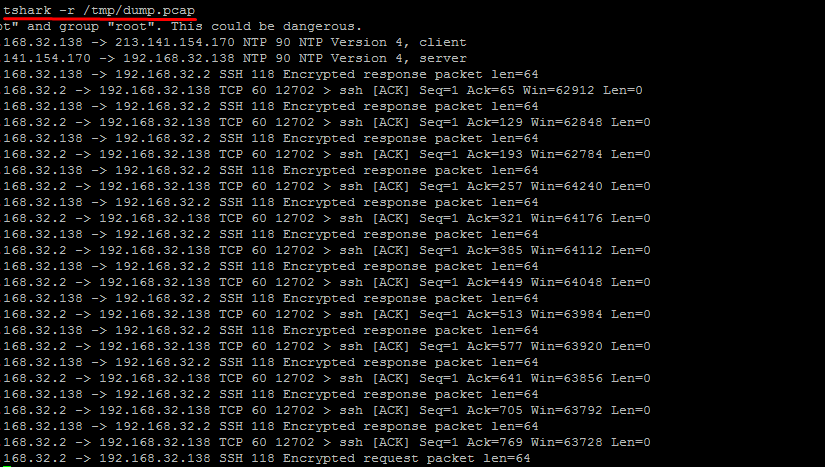 tshark -r /tmp/dump.pcap
ot" and group "root". This could be dangerous.
168.32.138 -> 213.141.154.170 NTP 90 NTP Version 4, client
141.154.170 -> 192.168.32.138 NTP 90 NTP Version 4, server
168.32.138 -> 192.168.32.2 SSH 118 Encrypted response packet len=64
168.32.2 -> 192.168.32.138 TCP 60 12702 > ssh [ACK] Seq=1 Ack=65 Win=62912 Len=0
168.32.138 -> 192.168.32.2 SSH 118 Encrypted response packet len=64
168.32.2 -> 192.168.32.138 TCP 60 12702 > ssh [ACK] Seq=1 Ack=129 Win=62848 Len=0
168.32.138 -> 192.168.32.2 SSH 118 Encrypted response packet len=64
168.32.2 -> 192.168.32.138 TCP 60 12702 > ssh [ACK] Seq=1 Ack=193 Win=62784 Len=0
168.32.138 -> 192.168.32.2 SSH 118 Encrypted response packet len=64
168.32.2 -> 192.168.32.138 TCP 60 12702 > ssh [ACK] Seq=1 Ack=257 Win=64240 Len=0
168.32.138 -> 192.168.32.2 SSH 118 Encrypted response packet len=64
168.32.2 -> 192.168.32.138 TCP 60 12702 > ssh [ACK] Seq=1 Ack=321 Win=64176 Len=0
168.32.138 -> 192.168.32.2 SSH 118 Encrypted response packet len=64
168.32.2 -> 192.168.32.138 TCP 60 12702 > ssh [ACK] Seq=1 Ack=385 Win=64112 Len=0
168.32.138 -> 192.168.32.2 SSH 118 Encrypted response packet len=64
168.32.2 -> 192.168.32.138 TCP 60 12702 > ssh [ACK] Seq=1 Ack=449 Win=64048 Len=0
168.32.138 -> 192.168.32.2 SSH 118 Encrypted response packet len=64
168.32.2 -> 192.168.32.138 TCP 60 12702 > ssh [ACK] Seq=1 Ack=513 Win=63984 Len=0
168.32.138 -> 192.168.32.2 SSH 118 Encrypted response packet len=64
168.32.2 -> 192.168.32.138 TCP 60 12702 > ssh [ACK] Seq=1 Ack=577 Win=63920 Len=0
168.32.138 -> 192.168.32.2 SSH 118 Encrypted response packet len=64
168.32.2 -> 192.168.32.138 TCP 60 12702 > ssh [ACK] Seq=1 Ack=641 Win=63856 Len=0
168.32.138 -> 192.168.32.2 SSH 118 Encrypted response packet len=64
168.32.2 -> 192.168.32.138 TCP 60 12702 > ssh [ACK] Seq=1 Ack=705 Win=63792 Len=0
168.32.138 -> 192.168.32.2 SSH 118 Encrypted response packet len=64
168.32.2 -> 192.168.32.138 TCP 60 12702 > ssh [ACK] Seq=1 Ack=769 Win=63728 Len=0
168.32.2 -> 192.168.32.138 SSH 118 Encrypted request packet len=64